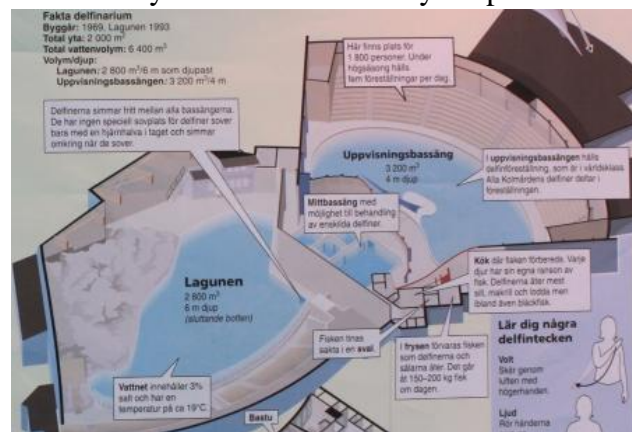 Fakta delfinarium
Byggår: 1969, Lagunen 1993
Total yta: 2 000 m²
Total vattenvolym: 6 400 m³
Volym/djup:
Lagunen: 2 800 m³/6 m som djupast
Uppvisningsbassängen: 3 200 m³/4 m
Här finns plats för
1 800 personer. Under
högsäsong hålls
fem föreställningar per dag.
Delfinerna simmar fritt mellan alla bassängerna.
De har ingen speciell sovplats för delfiner sover
bara med en hjärnhalva i taget och simmar
omkring när de sover.
Uppvisningsbassäng
3 200 m³
4 m djup
I uppvisningsbassängen hålls
delfinföreställning, som är i världsklass
Alla Kolmårdens delfiner deltar i
föreställningen.
Mittbassäng med
möjlighet till behandling
av enskilda delfiner.
Lagunen
2 800 m³
6 m djup
(sluttande botten)
Kök där fisken förbereds. Varje
djur har sin egna ranson av
fisk. Delfinerna äter mest
sill, makrill och lodda men
ibland även bläckfisk.
Fisken tinas
sakta i en sval.
I frysen förvaras fisken
som delfinerna och
sälarna äter. Det går
åt 150–200 kg fisk
om dagen.
Vattnet innehåller 3%
salt och har en
temperatur på ca 19°C.
Bastu
Lär dig några
delfintecken
Volt
Skär genom
luften med
högerhanden.
Ljud
Rör händerna